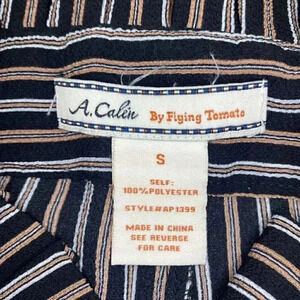 A. Calin By Flying Tomato
S
SELF:
100%POLYESTER
STYLE#AP1399
MADE IN CHINA
SEE REVERSE
FOR CARE